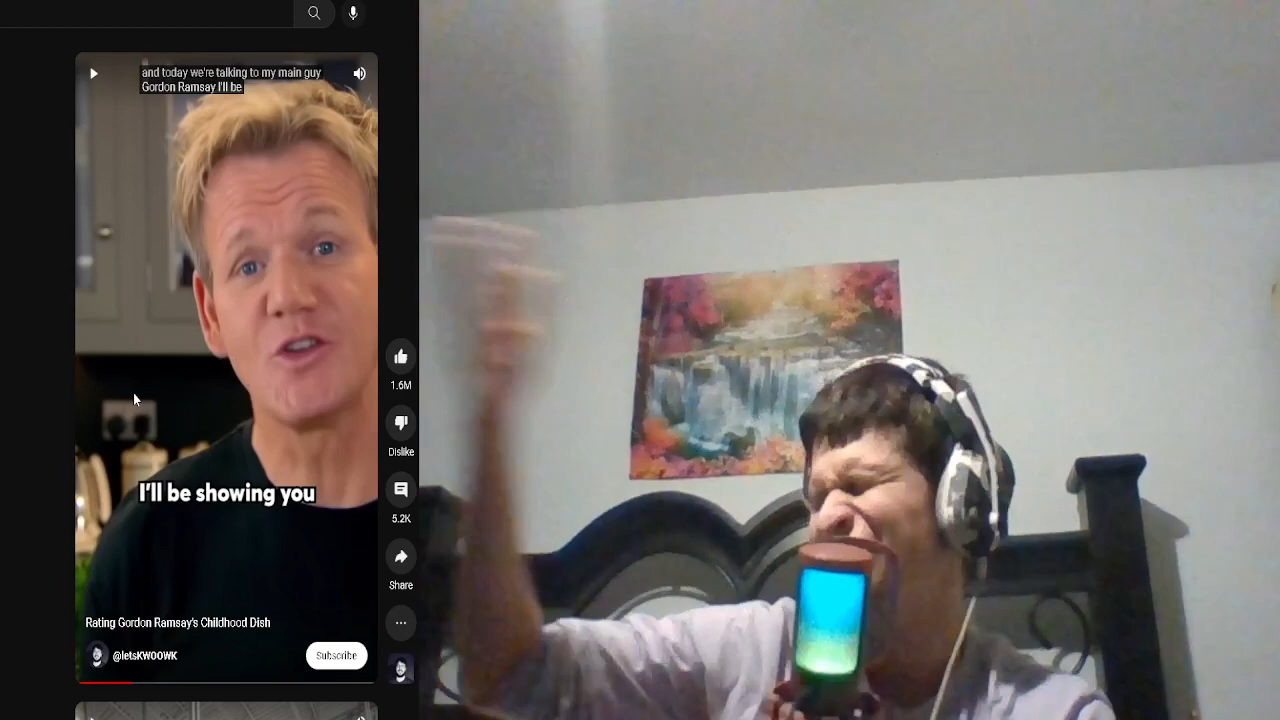 and today we're talking to my main guy
Gordon Ramsay I'll be
I'll be showing you
1.6M
Dislike
5.2K
Share
Rating Gordon Ramsay's Childhood Dish
@letsKWOOWK
Subscribe